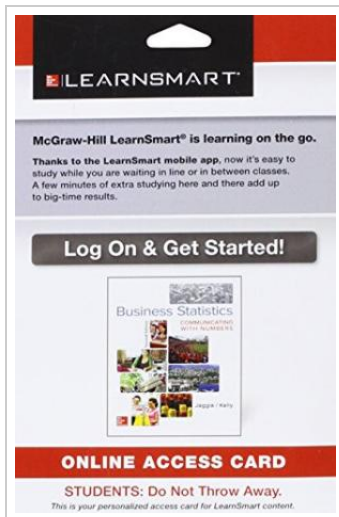 LEARNSMART®
McGraw-Hill LearnSmart® is learning on the go.
Thanks to the LearnSmart mobile app, now it's easy to
study while you are waiting in line or in between classes.
A few minutes of extra studying here and there add up
to big-time results.
Log On & Get Started!
Business Statistics
COMMUNICATING
WITH NUMBERS
Jaggia / Kelly
ONLINE ACCESS CARD
STUDENTS: Do Not Throw Away.
This is your personalized access card for LearnSmart content.